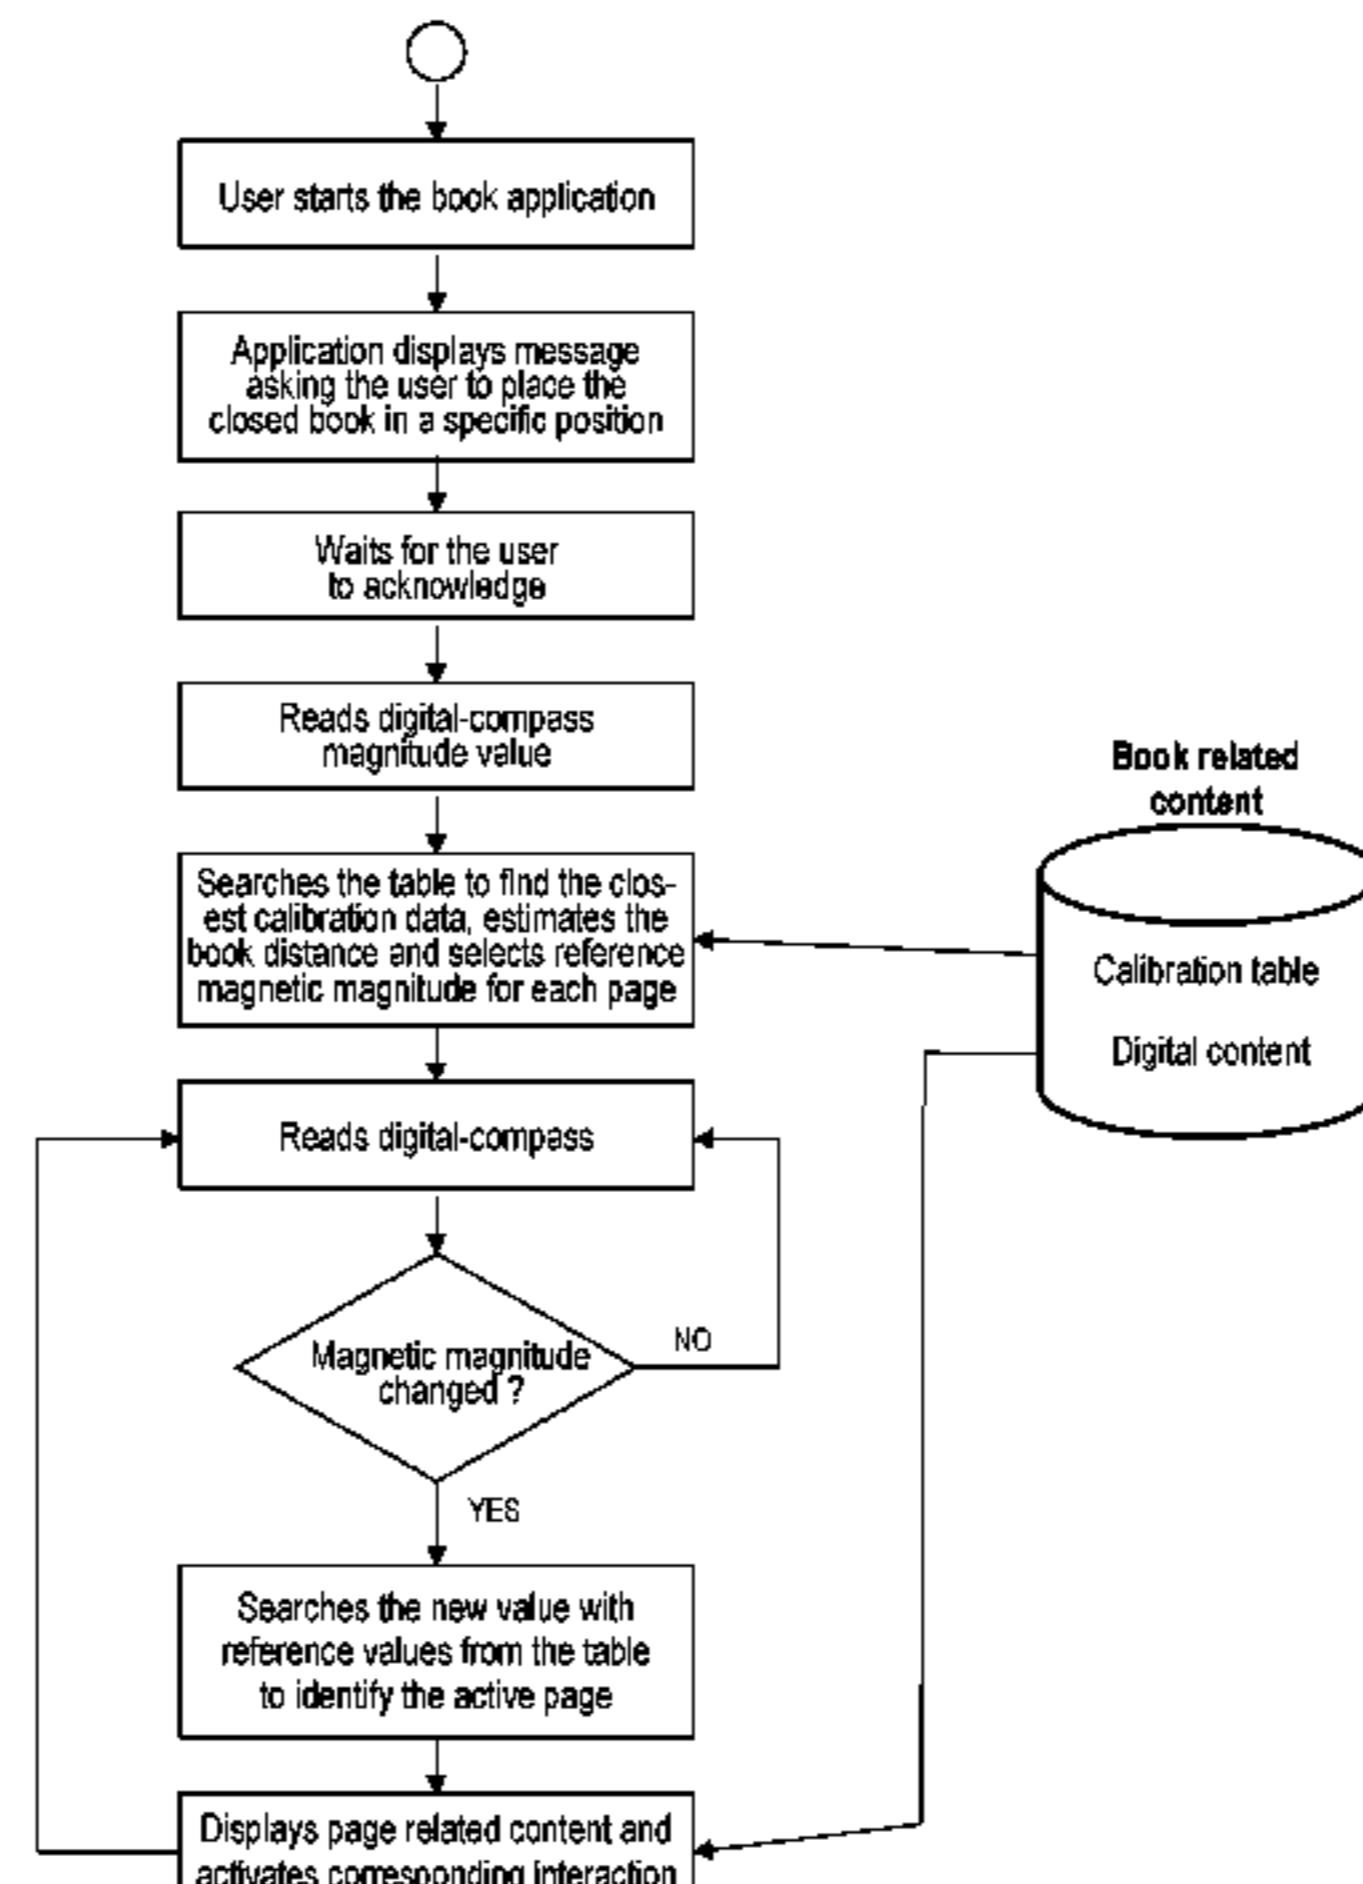 User starts the book application
Application displays message
asking the user to place the
closed book in a specific position
Waits for the user
to acknowledge
Reads digital-compass
magnitude value
Searches the table to find the clos-
est calibration data, estimates the
book distance and selects reference
magnetic magnitude for each page
Book related
content
Calibration table
Digital content
Reads digital-compass
Magnetic magnitude
changed ?
NO
YES
Searches the new value with
reference values from the table
to identify the active page
Displays page related content and
activates corresponding interaction